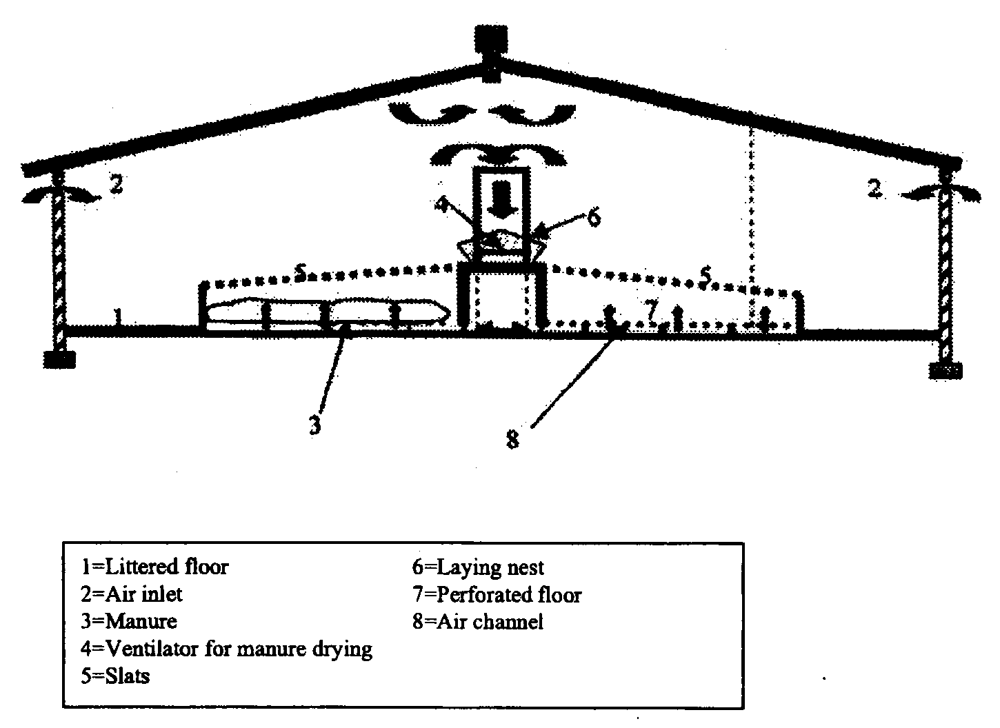 2
2
4
6
5
5
1
7
3
8
1=Littered floor
2=Air inlet
3=Manure
4=Ventilator for manure drying
5=Slats
6=Laying nest
7=Perforated floor
8=Air channel